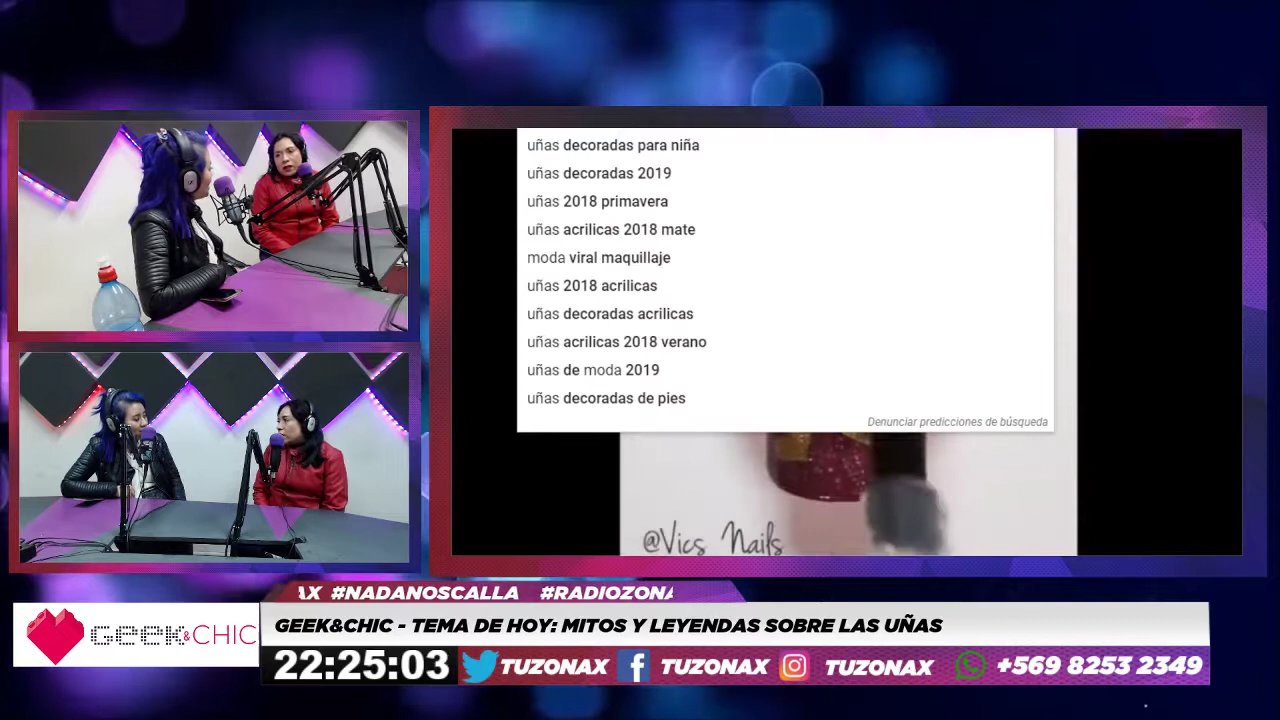 uñas decoradas para niña
uñas decoradas 2019
uñas 2018 primavera
uñas acrilicas 2018 mate
moda viral maquillaje
uñas 2018 acrilicas
uñas decoradas acrilicas
uñas acrilicas 2018 verano
uñas de moda 2019
uñas decoradas de pies
Denunciar predicciones de búsqueda
@Vics Nails
#NADANOSCALLA #RADIOZONA
GEEK&CHIC
GEEK&CHIC - TEMA DE HOY: MITOS Y LEYENDAS SOBRE LAS UÑAS
22:25:03 TUZONAX TUZONAX TUZONAX +569 8253 2349